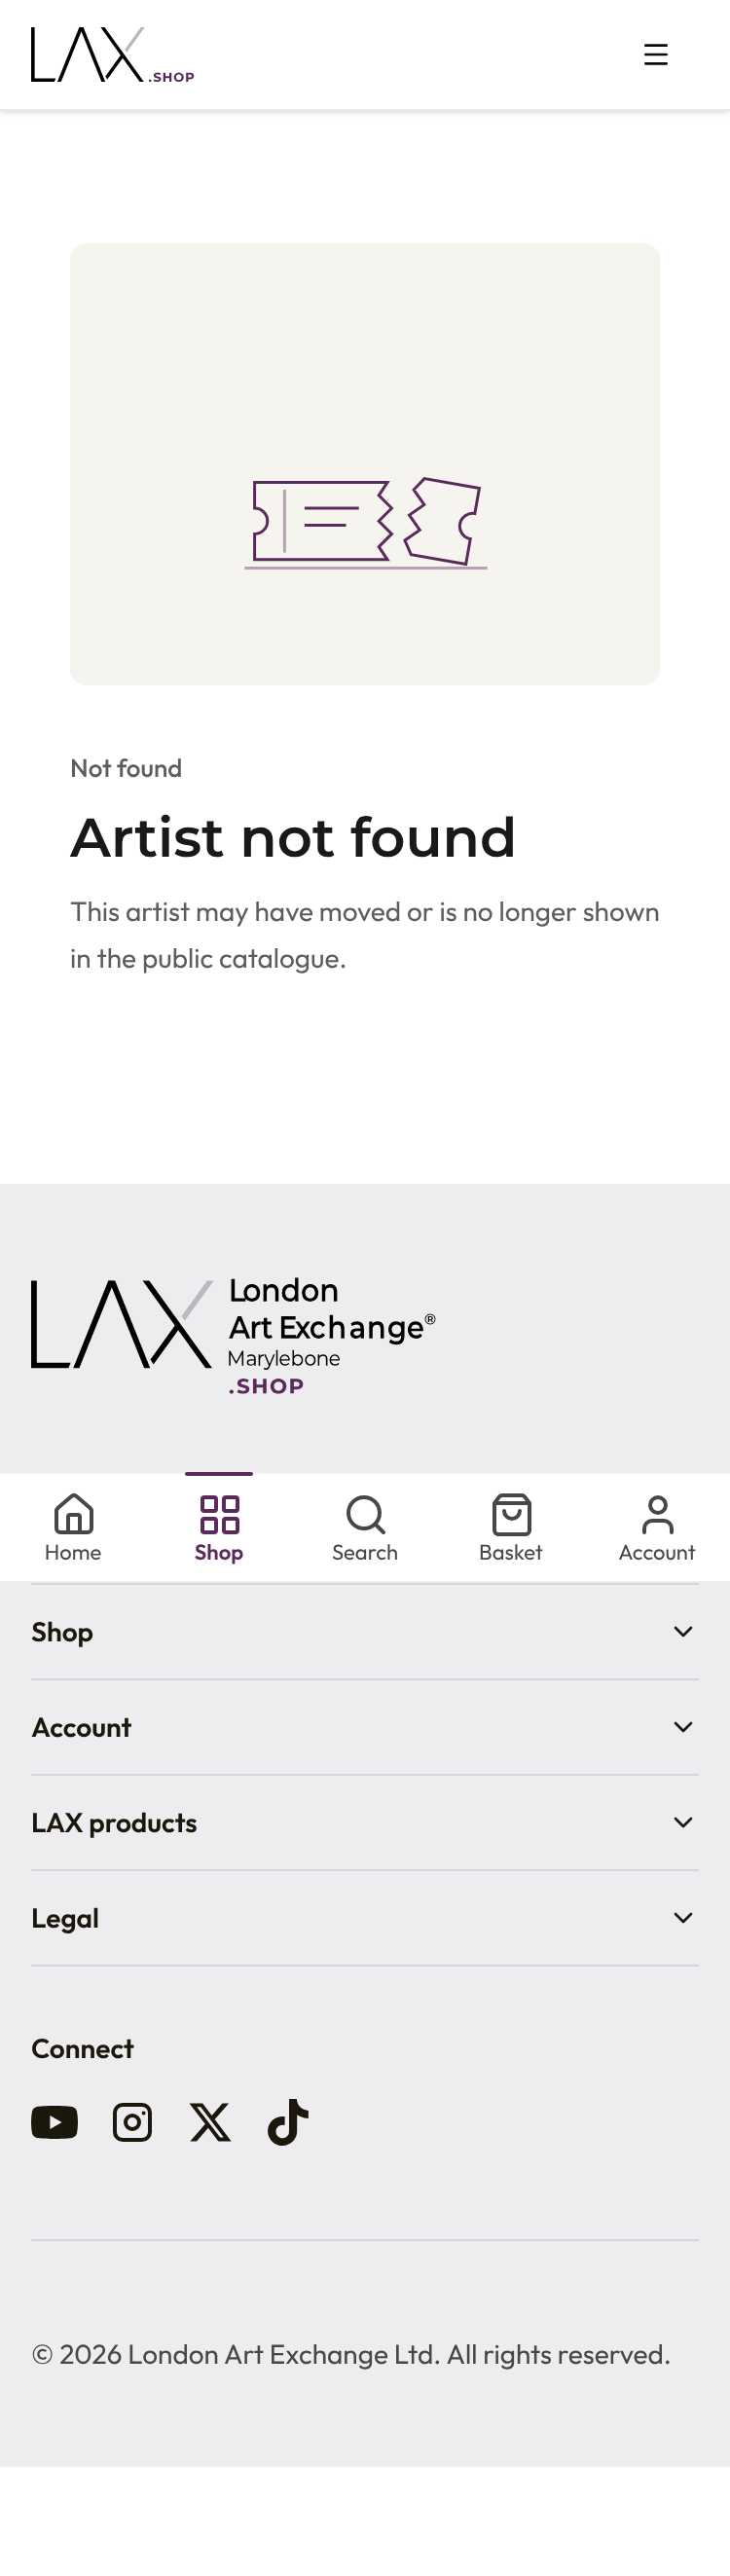 LAX .SHOP
Not found
Artist not found
This artist may have moved or is no longer shown
in the public catalogue.
LAX
London
Art Exchange®
Marylebone
.SHOP
Home
Shop
Search
Basket
Account
Shop
Account
LAX products
Legal
Connect
© 2026 London Art Exchange Ltd. All rights reserved.